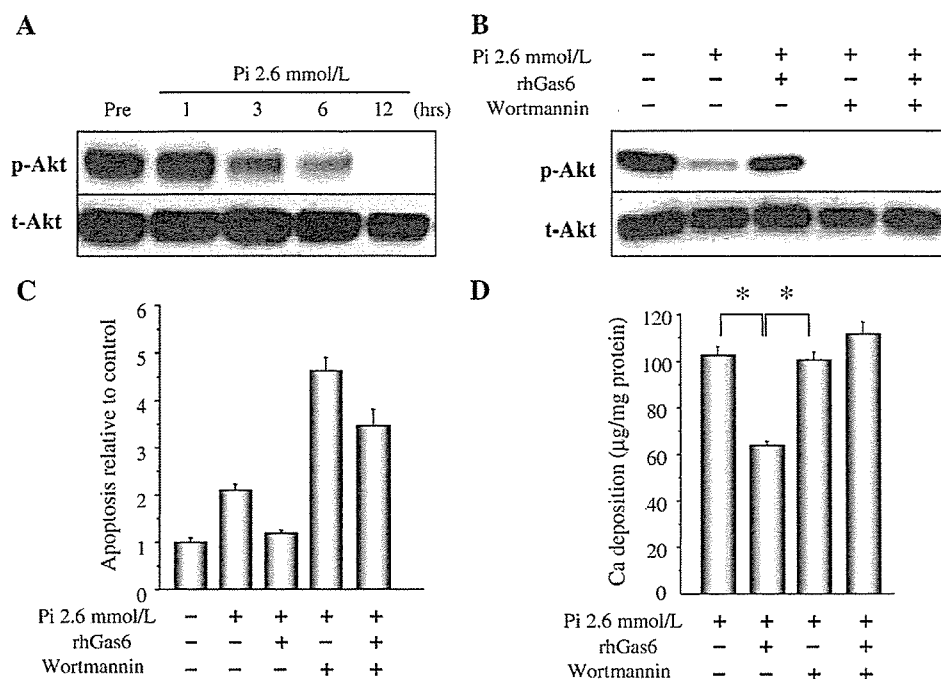 A
Pi 2.6 mmol/L
Pre 1 3 6 12 (hrs)
p-Akt
t-Akt
B
Pi 2.6 mmol/L − + + + +
rhGas6 − − + − +
Wortmannin − − − + +
p-Akt
t-Akt
C
Apoptosis relative to control
6
5
4
3
2
1
0
Pi 2.6 mmol/L − + + + +
rhGas6 − − + − +
Wortmannin − − − + +
D
* *
Ca deposition (µg/mg protein)
120
100
80
60
40
20
0
Pi 2.6 mmol/L + + + +
rhGas6 − + − +
Wortmannin − − + +